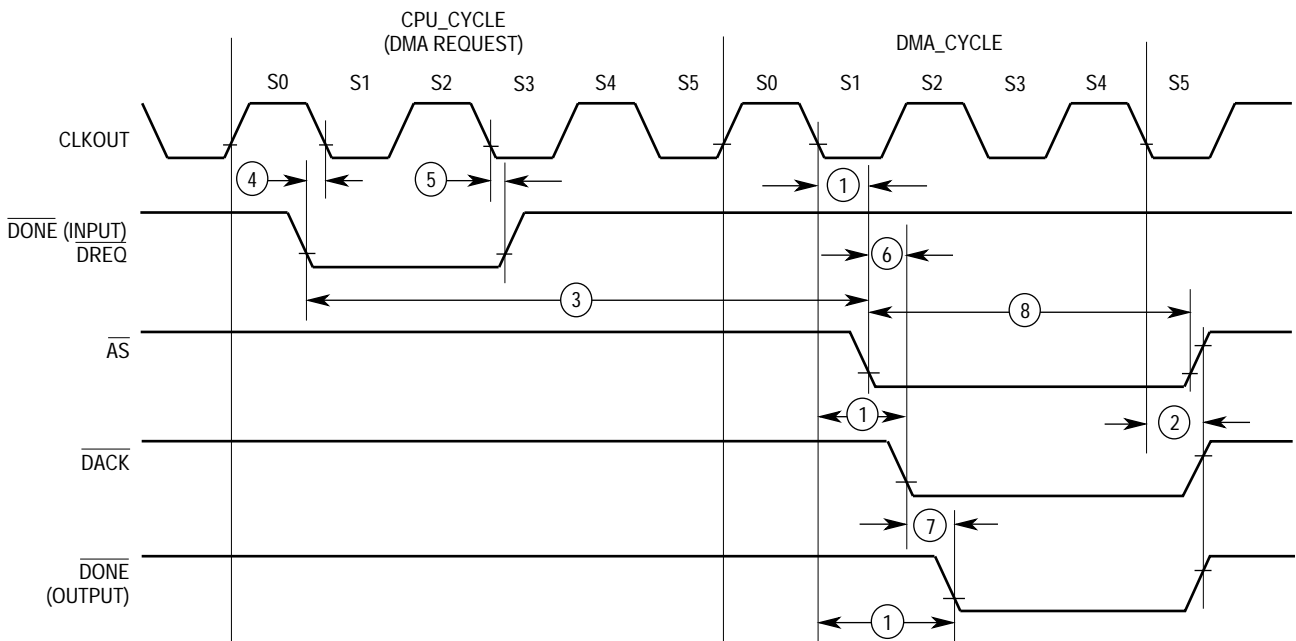 CPU_CYCLE
(DMA REQUEST)
DMA_CYCLE
S0 S1 S2 S3 S4 S5 S0 S1 S2 S3 S4 S5
CLKOUT
4 5 1
DONE (INPUT)
DREQ
6
3 8
AS
1 2
DACK
7
DONE
(OUTPUT)
1